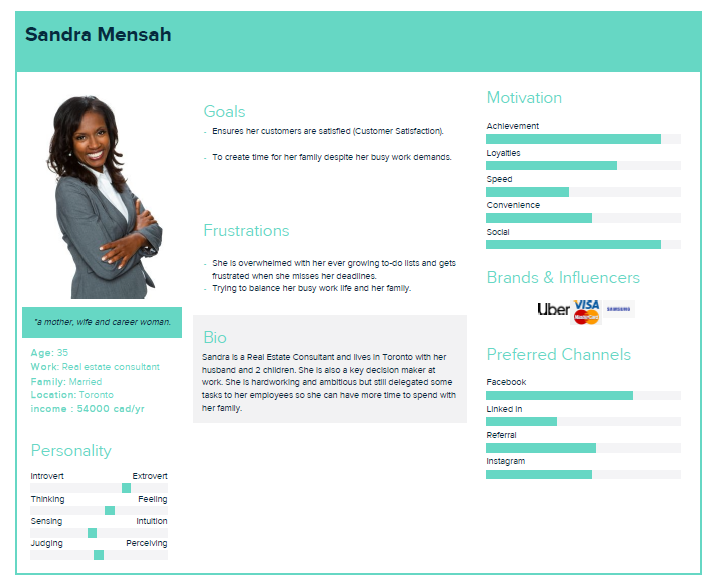 Sandra Mensah
"a mother, wife and career woman.
Age: 35
Work: Real estate consultant
Family: Married
Location: Toronto
income : 54000 cad/yr
Personality
Introvert Extrovert
Thinking Feeling
Sensing Intuition
Judging Perceiving
Goals
- Ensures her customers are satisfied (Customer Satisfaction).
- To create time for her family despite her busy work demands.
Frustrations
- She is overwhelmed with her ever growing to-do lists and gets
frustrated when she misses her deadlines.
- Trying to balance her busy work life and her family.
Bio
Sandra is a Real Estate Consultant and lives in Toronto with her
husband and 2 children. She is also a key decision maker at
work. She is hardworking and ambitious but still delegated some
tasks to her employees so she can have more time to spend with
her family.
Motivation
Achievement
Loyalties
Speed
Convenience
Social
Brands & Influencers
Uber VISA SAMSUNG
MasterCard
Preferred Channels
Facebook
Linked in
Referral
Instagram